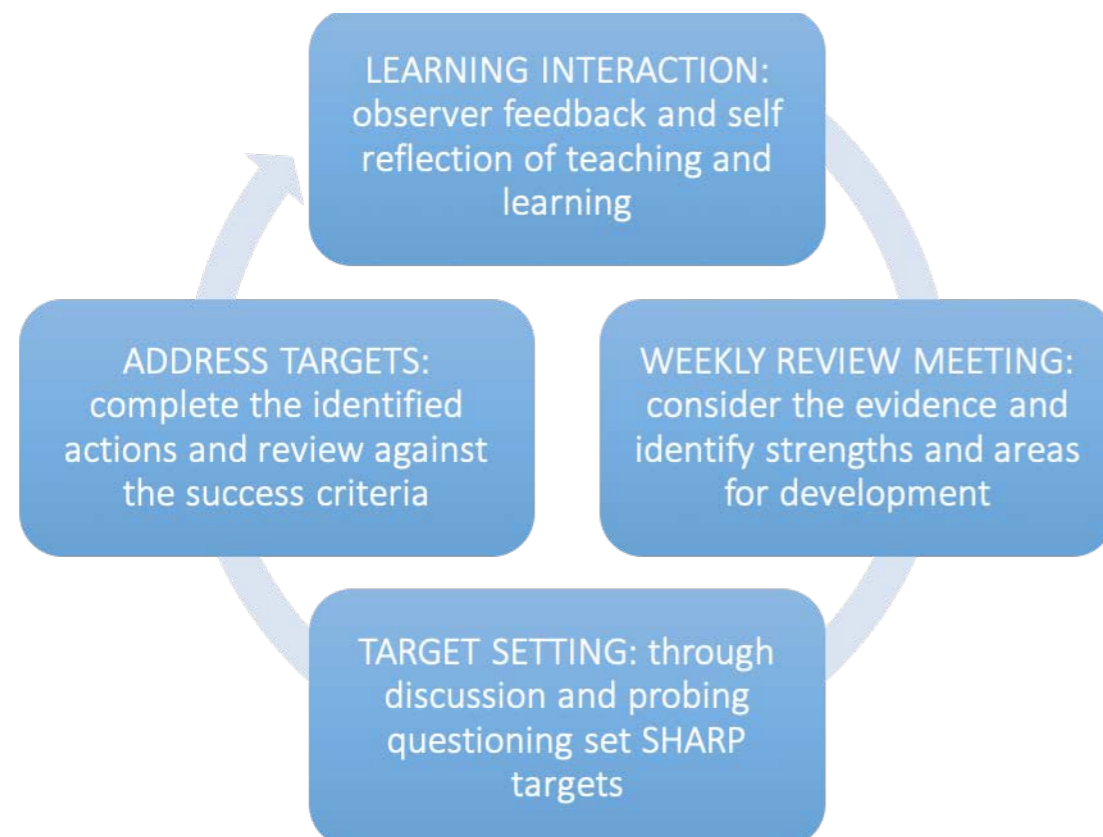 LEARNING INTERACTION:
observer feedback and self
reflection of teaching and
learning
WEEKLY REVIEW MEETING:
consider the evidence and
identify strengths and areas
for development
TARGET SETTING: through
discussion and probing
questioning set SHARP
targets
ADDRESS TARGETS:
complete the identified
actions and review against
the success criteria